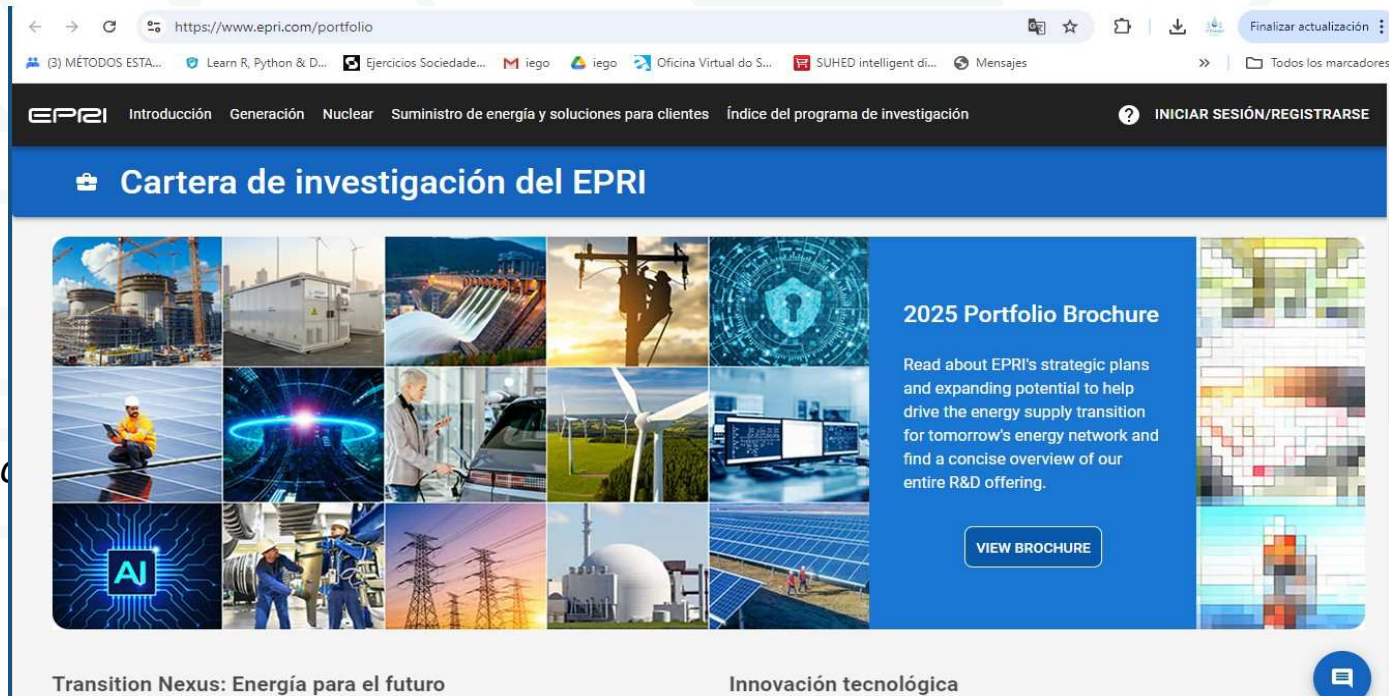 https://www.epri.com/portfolio
Finalizar actualización
(3) MÉTODOS ESTA...
Learn R, Python & D...
Ejercicios Sociedade...
iego
iego
Oficina Virtual do S...
SUHED intelligent di...
Mensajes
Todos los marcadores
EPRI
Introducción
Generación
Nuclear
Suministro de energía y soluciones para clientes
Índice del programa de investigación
INICIAR SESIÓN/REGISTRARSE
Cartera de investigación del EPRI
2025 Portfolio Brochure
Read about EPRI's strategic plans
and expanding potential to help
drive the energy supply transition
for tomorrow's energy network and
find a concise overview of our
entire R&D offering.
VIEW BROCHURE
AI
Transition Nexus: Energía para el futuro
Innovación tecnológica